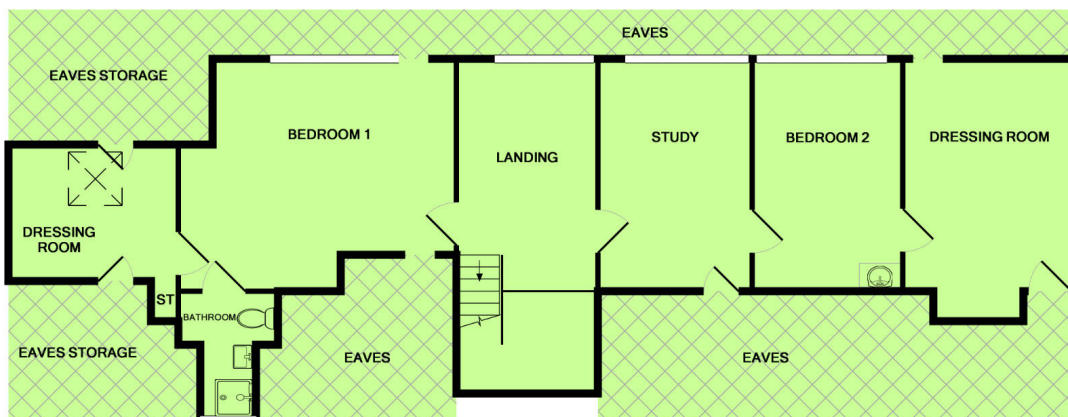 EAVES
EAVES STORAGE
BEDROOM 1
LANDING
STUDY
BEDROOM 2
DRESSING ROOM
DRESSING
ROOM
ST
BATHROOM
EAVES STORAGE
EAVES
EAVES